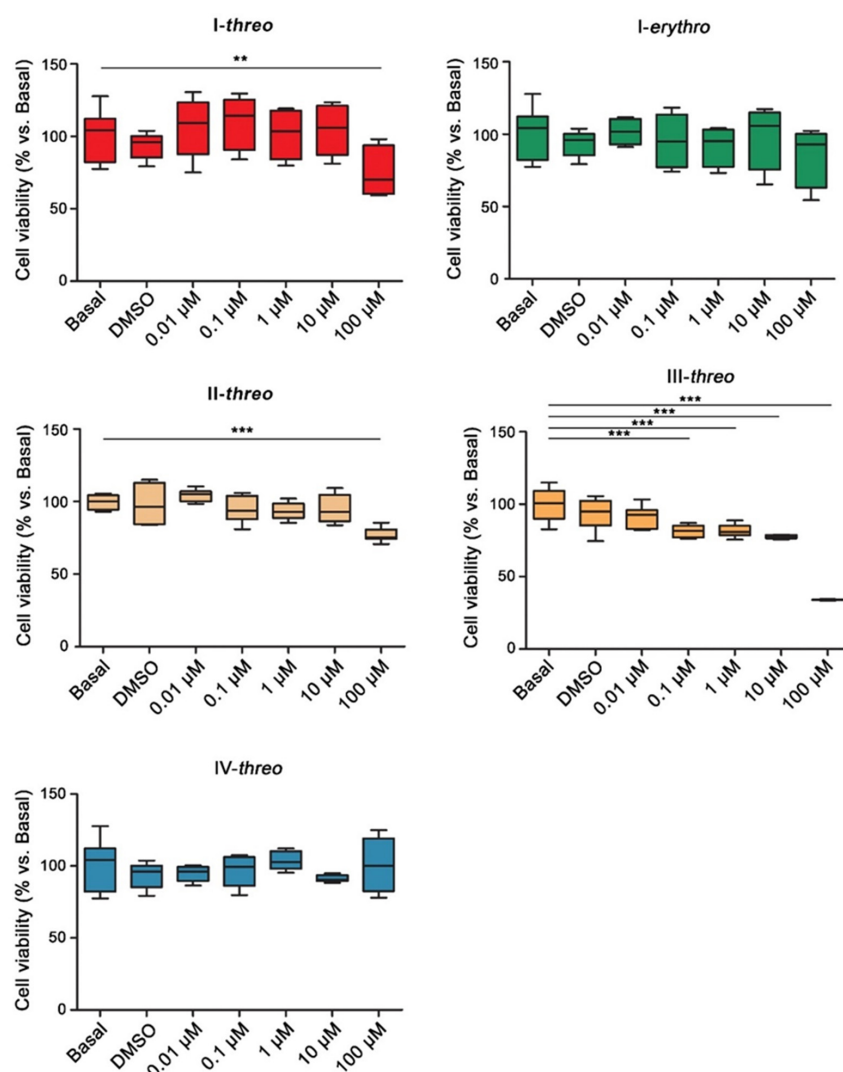 I-threo
Cell viability (% vs. Basal)
150
100
50
0
**
Basal
DMSO
0.01 µM
0.1 µM
1 µM
10 µM
100 µM
I-erythro
Cell viability (% vs. Basal)
150
100
50
0
Basal
DMSO
0.01 µM
0.1 µM
1 µM
10 µM
100 µM
II-threo
Cell viability (% vs. Basal)
150
100
50
0
***
Basal
DMSO
0.01 µM
0.1 µM
1 µM
10 µM
100 µM
III-threo
Cell viability (% vs. Basal)
150
100
50
0
***
***
***
***
Basal
DMSO
0.01 µM
0.1 µM
1 µM
10 µM
100 µM
IV-threo
Cell viability (% vs. Basal)
150
100
50
0
Basal
DMSO
0.01 µM
0.1 µM
1 µM
10 µM
100 µM